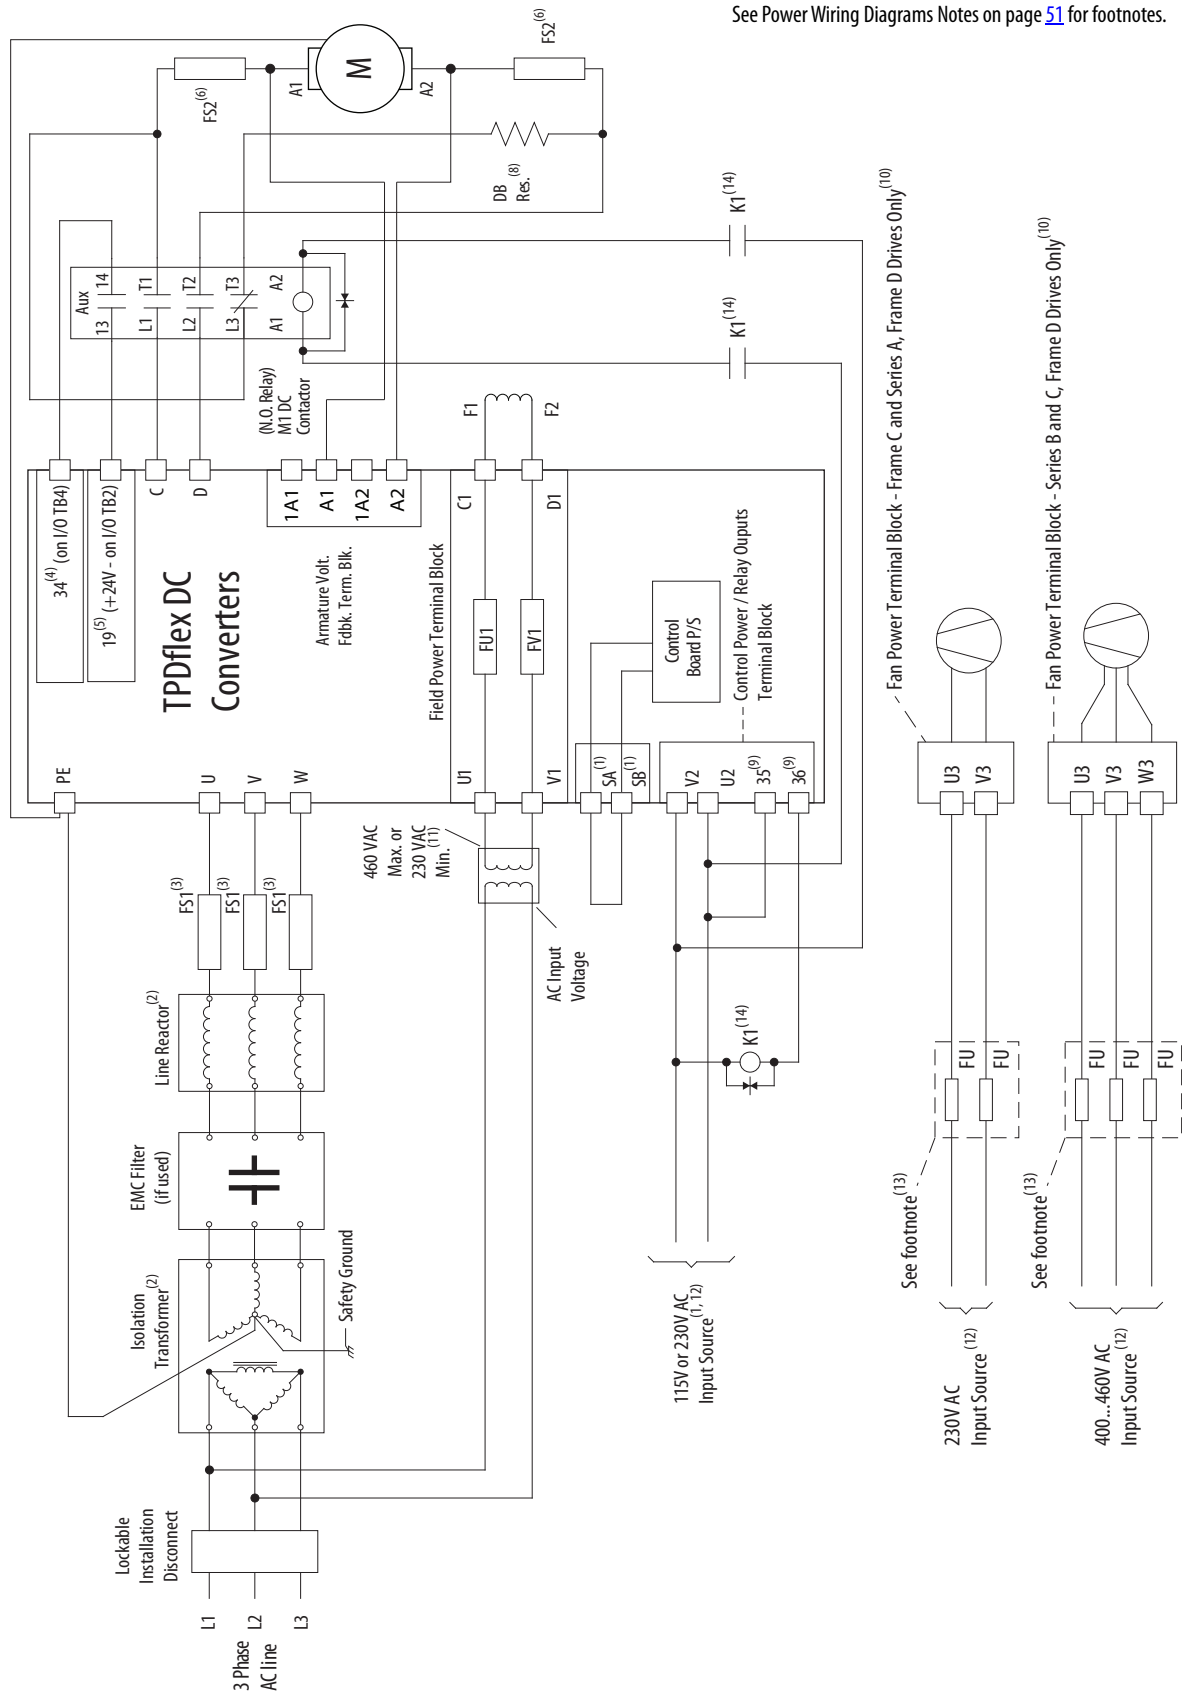 See Power Wiring Diagrams Notes on page 51 for footnotes.
3 Phase
AC line
L1
L2
L3
Lockable
Installation
Disconnect
Isolation
Transformer(2)
Safety Ground
EMC Filter
(if used)
Line Reactor(2)
FS1(3)
FS1(3)
FS1(3)
PE
U
V
W
TPDflex DC
Converters
34(4) (on I/O TB4)
19(5) (+24V - on I/O TB2)
C
D
Aux
13
14
L1
T1
L2
T2
L3
T3
A1
A2
(N.O. Relay)
M1 DC
Contactor
FS2(6)
A1
M
A2
FS2(6)
DB
Res.(8)
Armature Volt.
Fdbk. Term. Blk.
1A1
A1
1A2
A2
AC Input
Voltage
460 VAC
Max. or
230 VAC
Min.(11)
Field Power Terminal Block
U1
V1
FU1
FV1
C1
D1
F1
F2
SA(1)
SB(1)
Control
Board P/S
V2
U2
35(9)
36(9)
Control Power / Relay Ouputs
Terminal Block
K1(14)
K1(14)
K1(14)
115V or 230V AC
Input Source(1, 12)
230V AC
Input Source(12)
See footnote(13)
FU
FU
U3
V3
Fan Power Terminal Block - Frame C and Series A, Frame D Drives Only(10)
400...460V AC
Input Source(12)
See footnote(13)
FU
FU
FU
U3
V3
W3
Fan Power Terminal Block - Series B and C, Frame D Drives Only(10)